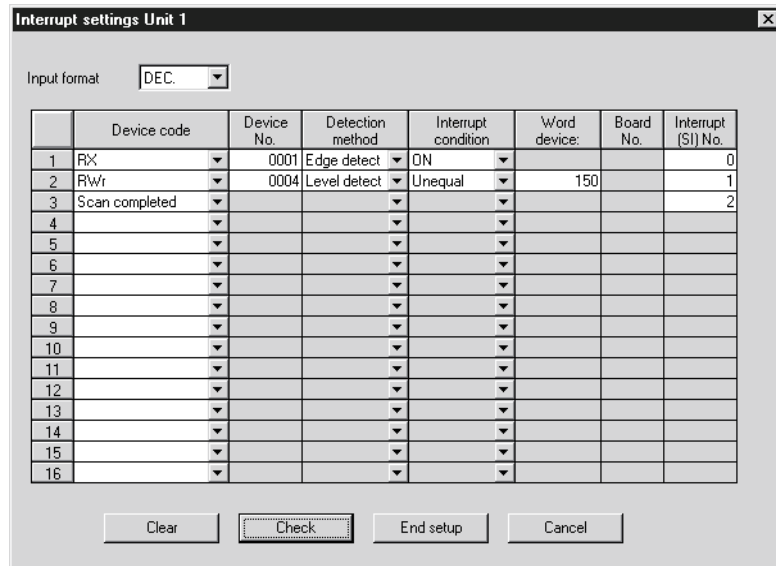 Interrupt settings Unit 1
Input format DEC.
Device code Device No. Detection method Interrupt condition Word device: Board No. Interrupt (SI) No.
1 RX 0001 Edge detect ON 0
2 RWr 0004 Level detect Unequal 150 1
3 Scan completed 2
4
5
6
7
8
9
10
11
12
13
14
15
16
Clear Check End setup Cancel